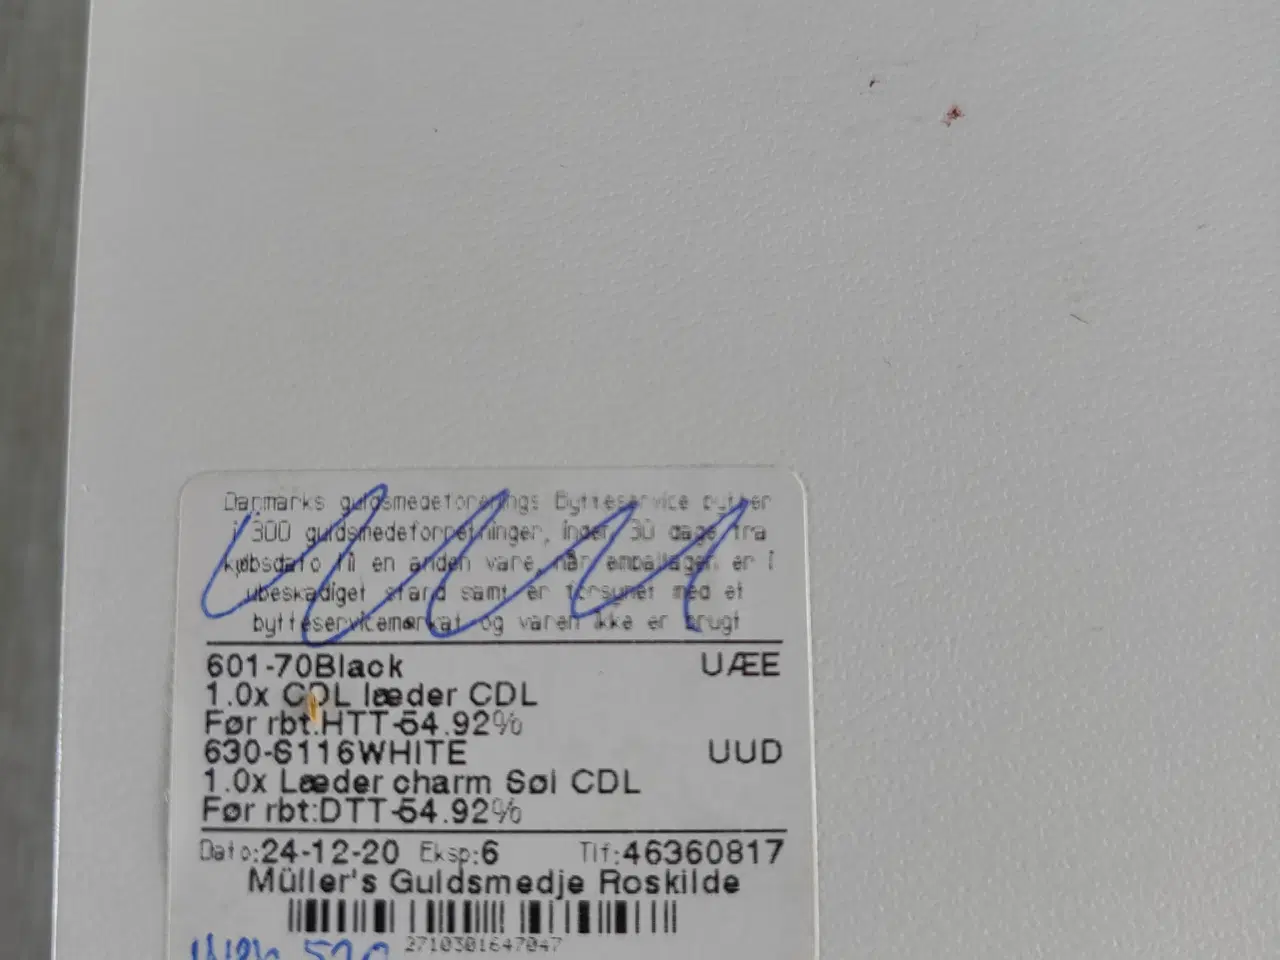 Danmarks guldsmedeforenings Bytteservice bytter
i 300 guldsmedeforretninger, inden 30 dage fra
købsdato til en anden vare, når emballagen er i
ubeskadiget stand samt er forsynet med et
bytteservicemærkat og varen ikke er brugt
601-70Black UÆE
1.0x CDL læder CDL
Før rbt:HTT-54.92%
630-S116WHITE UUD
1.0x Læder charm Søl CDL
Før rbt:DTT-54.92%
Dato:24-12-20 Eksp:6 Tlf:46360817
Müller's Guldsmedje Roskilde
2710301647047